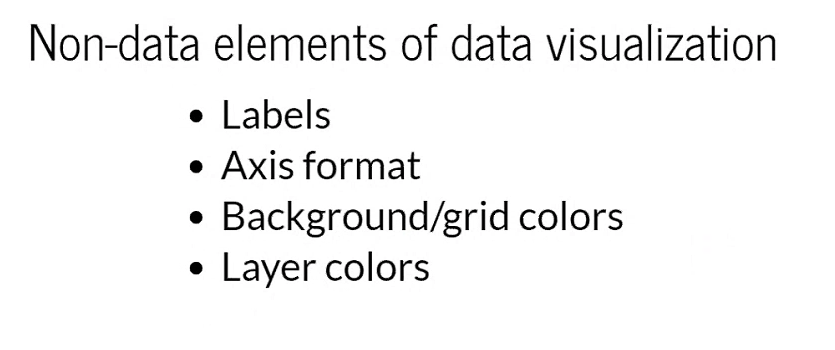 Non-data elements of data visualization
• Labels
• Axis format
• Background/grid colors
• Layer colors